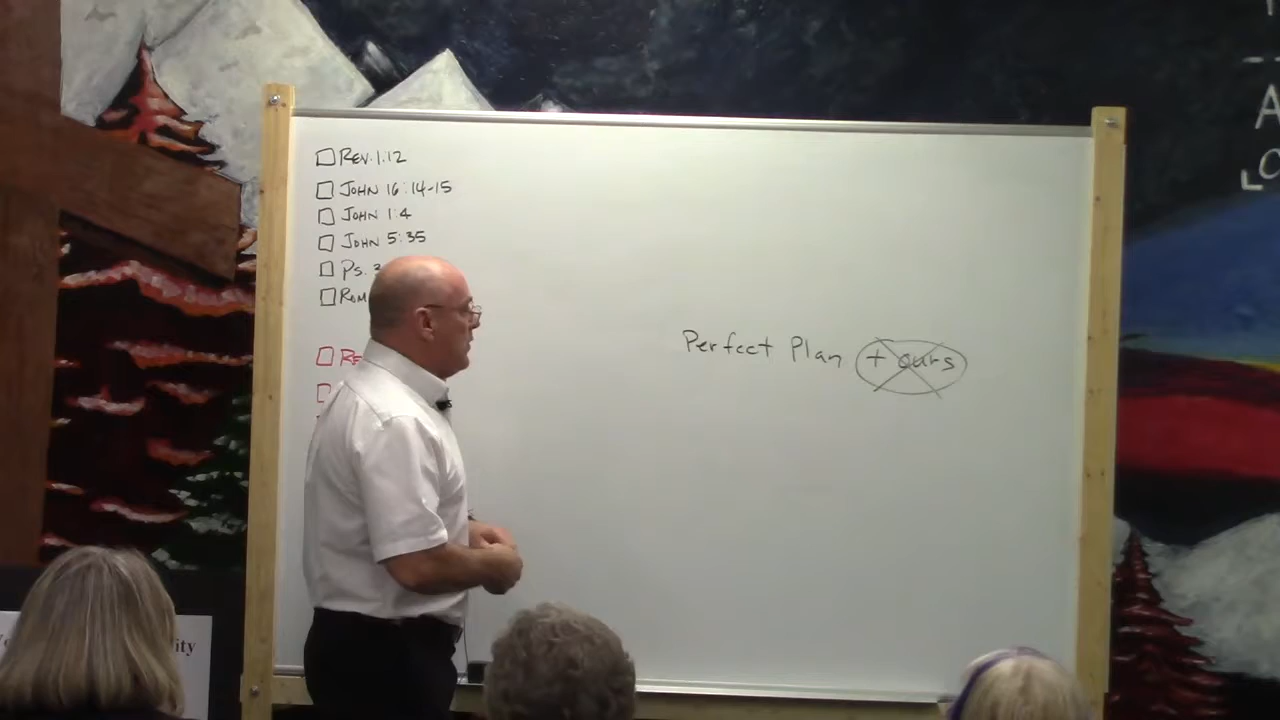 ☐ REV. 1:12
☐ JOHN 16:14-15
☐ JOHN 1:4
☐ JOHN 5:35
☐ PS. 3
☐ ROM
☐ RE
Perfect Plan + ours
ity
A